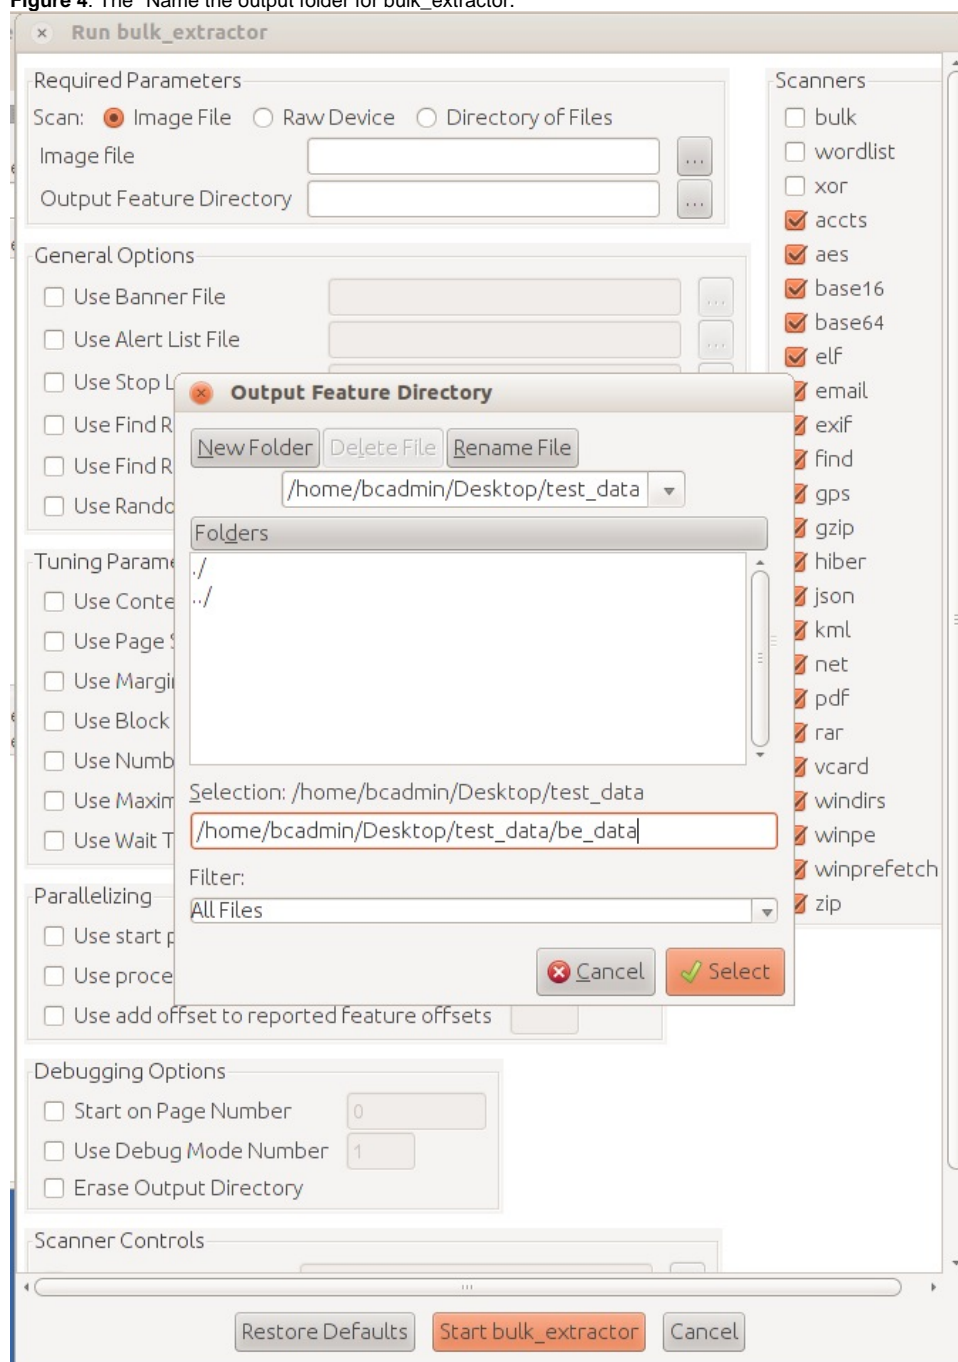 Figure 4. The "Name the output folder for bulk_extractor.
Run bulk_extractor
Required Parameters
Scan: Image File Raw Device Directory of Files
Image file ...
Output Feature Directory ...
General Options
Use Banner File ...
Use Alert List File ...
Use Stop L
Use Find R
Use Find R
Use Rando
Tuning Parame
Use Conte
Use Page S
Use Margi
Use Block
Use Numb
Use Maxim
Use Wait T
Parallelizing
Use start p
Use proce
Use add offset to reported feature offsets
Debugging Options
Start on Page Number 0
Use Debug Mode Number 1
Erase Output Directory
Scanner Controls
Restore Defaults Start bulk_extractor Cancel
Scanners
bulk
wordlist
xor
accts
aes
base16
base64
elf
email
exif
find
gps
gzip
hiber
json
kml
net
pdf
rar
vcard
windirs
winpe
winprefetch
zip
Output Feature Directory
New Folder Delete File Rename File
/home/bcadmin/Desktop/test_data
Folders
./
../
Selection: /home/bcadmin/Desktop/test_data
/home/bcadmin/Desktop/test_data/be_data
Filter:
All Files
Cancel Select